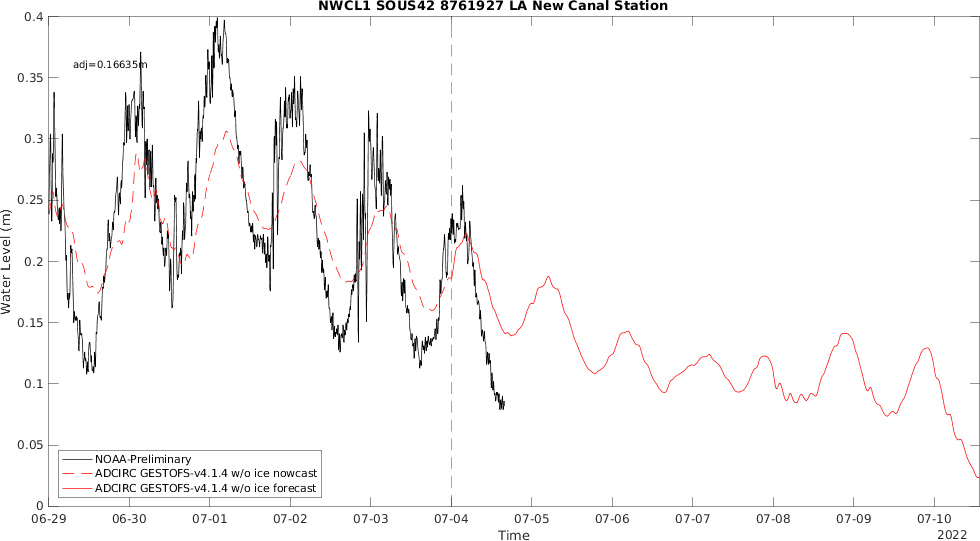 NWCL1 SOUS42 8761927 LA New Canal Station
adj=0.16635m
0.4
0.35
0.3
0.25
0.2
0.15
0.1
0.05
0
Water Level (m)
NOAA-Preliminary
ADCIRC GESTOFS-v4.1.4 w/o ice nowcast
ADCIRC GESTOFS-v4.1.4 w/o ice forecast
06-29 06-30 07-01 07-02 07-03 07-04 07-05 07-06 07-07 07-08 07-09 07-10
Time
2022